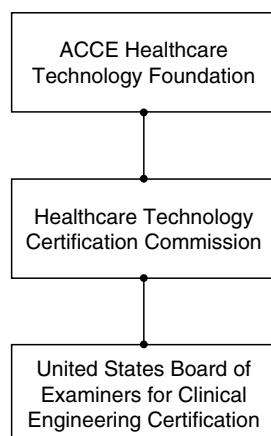 ACCE Healthcare
Technology Foundation
Healthcare Technology
Certification Commission
United States Board of
Examiners for Clinical
Engineering Certification